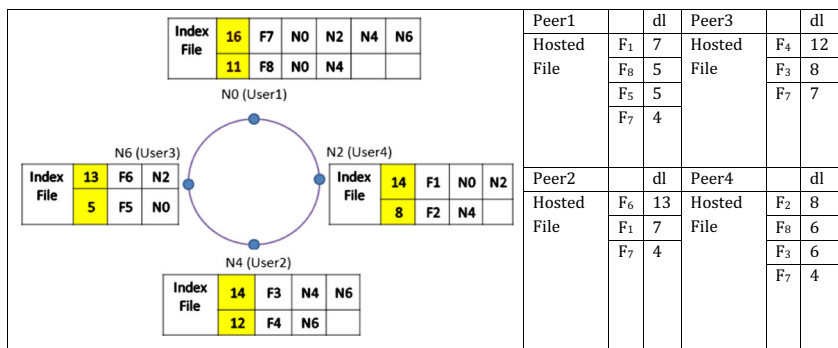 Index File 16 F7 N0 N2 N4 N6
11 F8 N0 N4
N0 (User1)
N6 (User3)
Index File 13 F6 N2
5 F5 N0
N2 (User4)
Index File 14 F1 N0 N2
8 F2 N4
N4 (User2)
Index File 14 F3 N4 N6
12 F4 N6
Peer1 dl Peer3 dl
Hosted File F₁ 7 Hosted File F₄ 12
F₈ 5 F₃ 8
F₅ 5 F₇ 7
F₇ 4
Peer2 dl Peer4 dl
Hosted File F₆ 13 Hosted File F₂ 8
F₁ 7 F₈ 6
F₇ 4 F₃ 6
F₇ 4